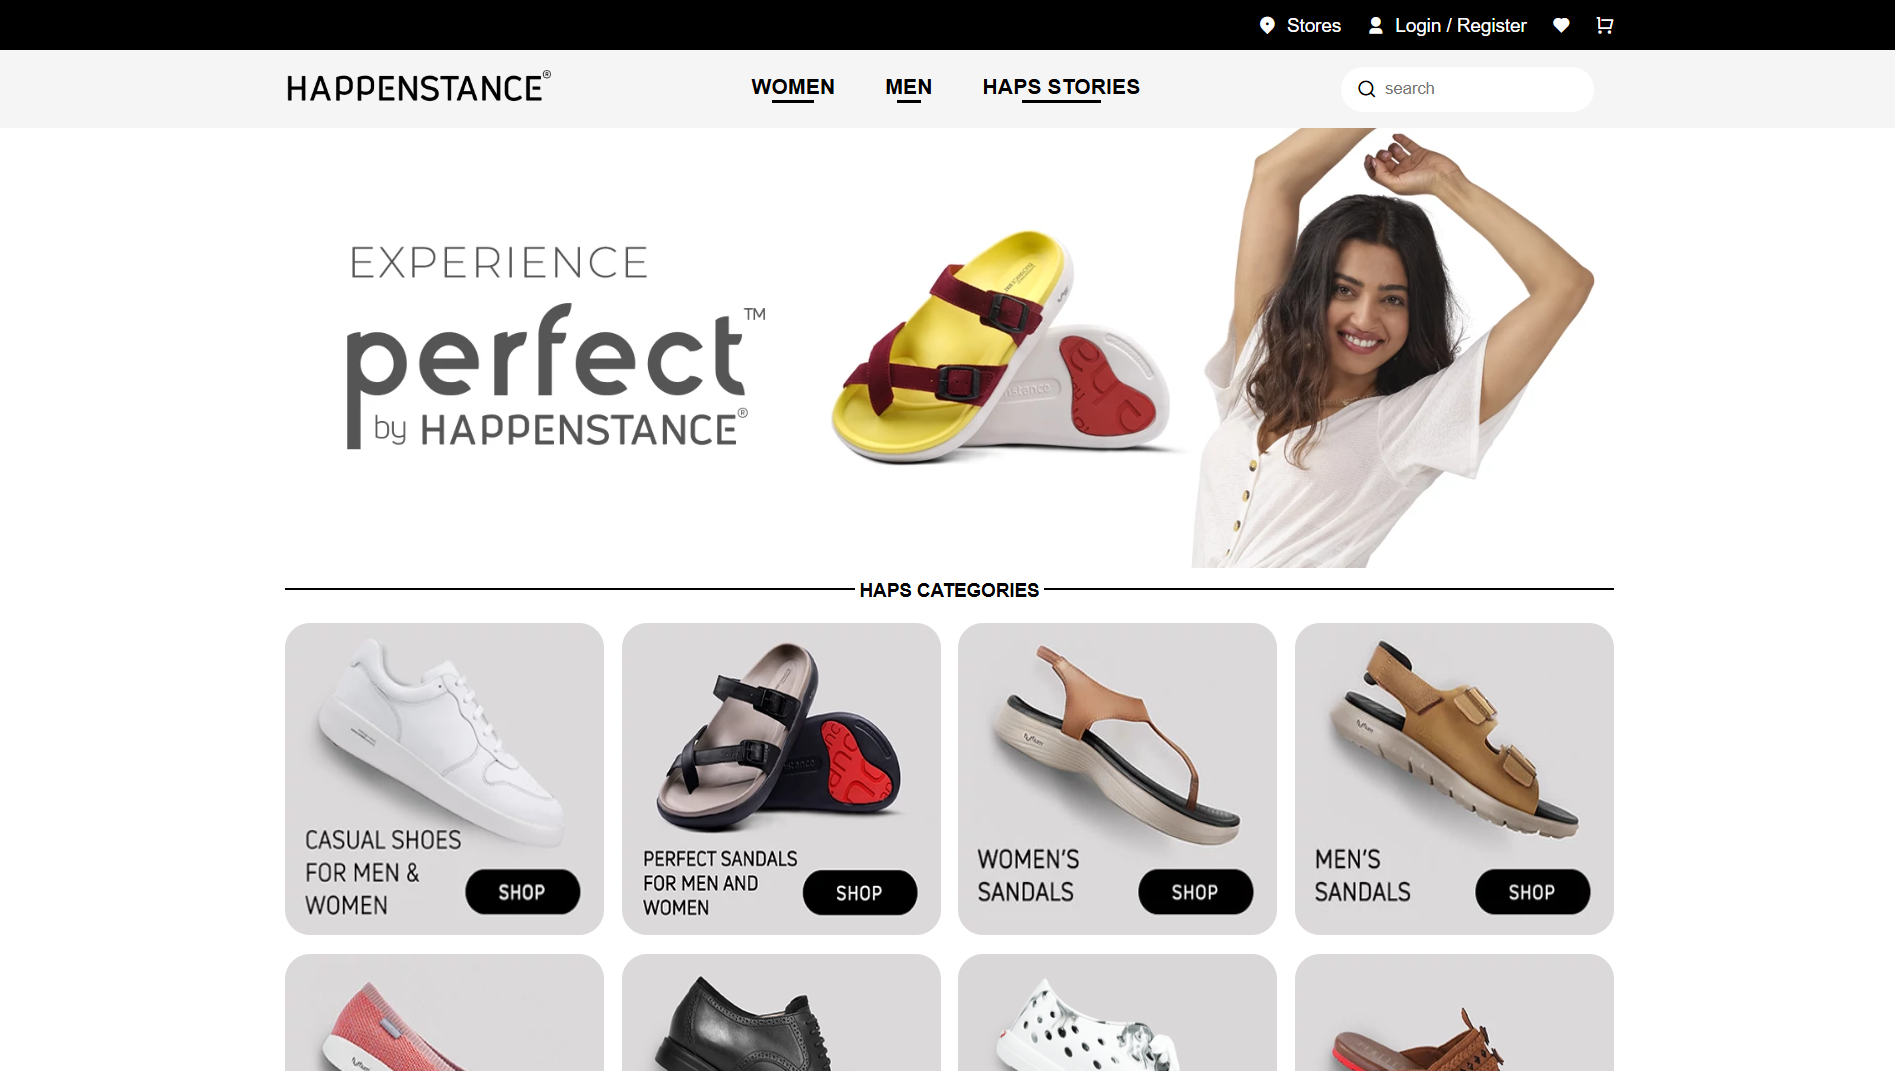 Stores
Login / Register
HAPPENSTANCE®
WOMEN
MEN
HAPS STORIES
search
EXPERIENCE
perfect™
by HAPPENSTANCE®
HAPS CATEGORIES
CASUAL SHOES
FOR MEN &
WOMEN
SHOP
PERFECT SANDALS
FOR MEN AND
WOMEN
SHOP
WOMEN'S
SANDALS
SHOP
MEN'S
SANDALS
SHOP